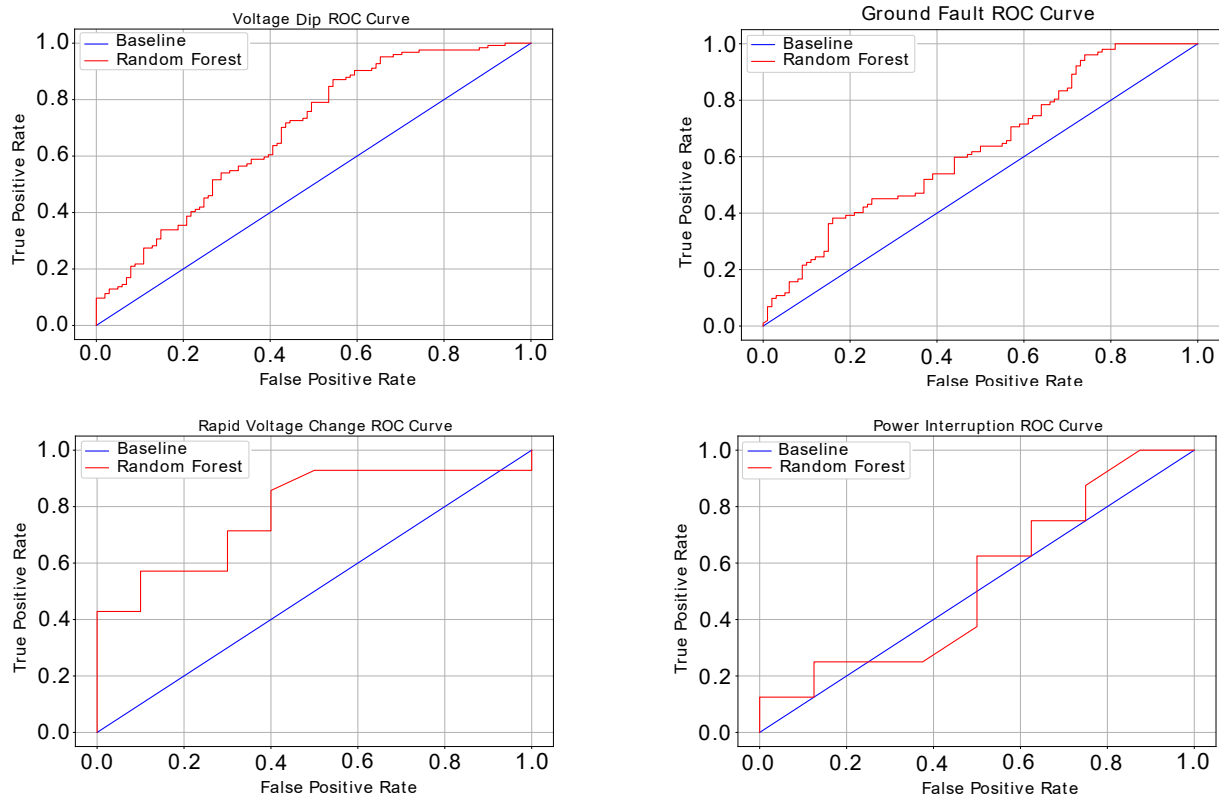 Voltage Dip ROC Curve
Baseline
Random Forest
1.0
0.8
0.6
0.4
0.2
0.0
True Positive Rate
0.0 0.2 0.4 0.6 0.8 1.0
False Positive Rate
Ground Fault ROC Curve
Baseline
Random Forest
1.0
0.8
0.6
0.4
0.2
0.0
True Positive Rate
0.0 0.2 0.4 0.6 0.8 1.0
False Positive Rate
Rapid Voltage Change ROC Curve
Baseline
Random Forest
1.0
0.8
0.6
0.4
0.2
0.0
True Positive Rate
0.0 0.2 0.4 0.6 0.8 1.0
False Positive Rate
Power Interruption ROC Curve
Baseline
Random Forest
1.0
0.8
0.6
0.4
0.2
0.0
True Positive Rate
0.0 0.2 0.4 0.6 0.8 1.0
False Positive Rate